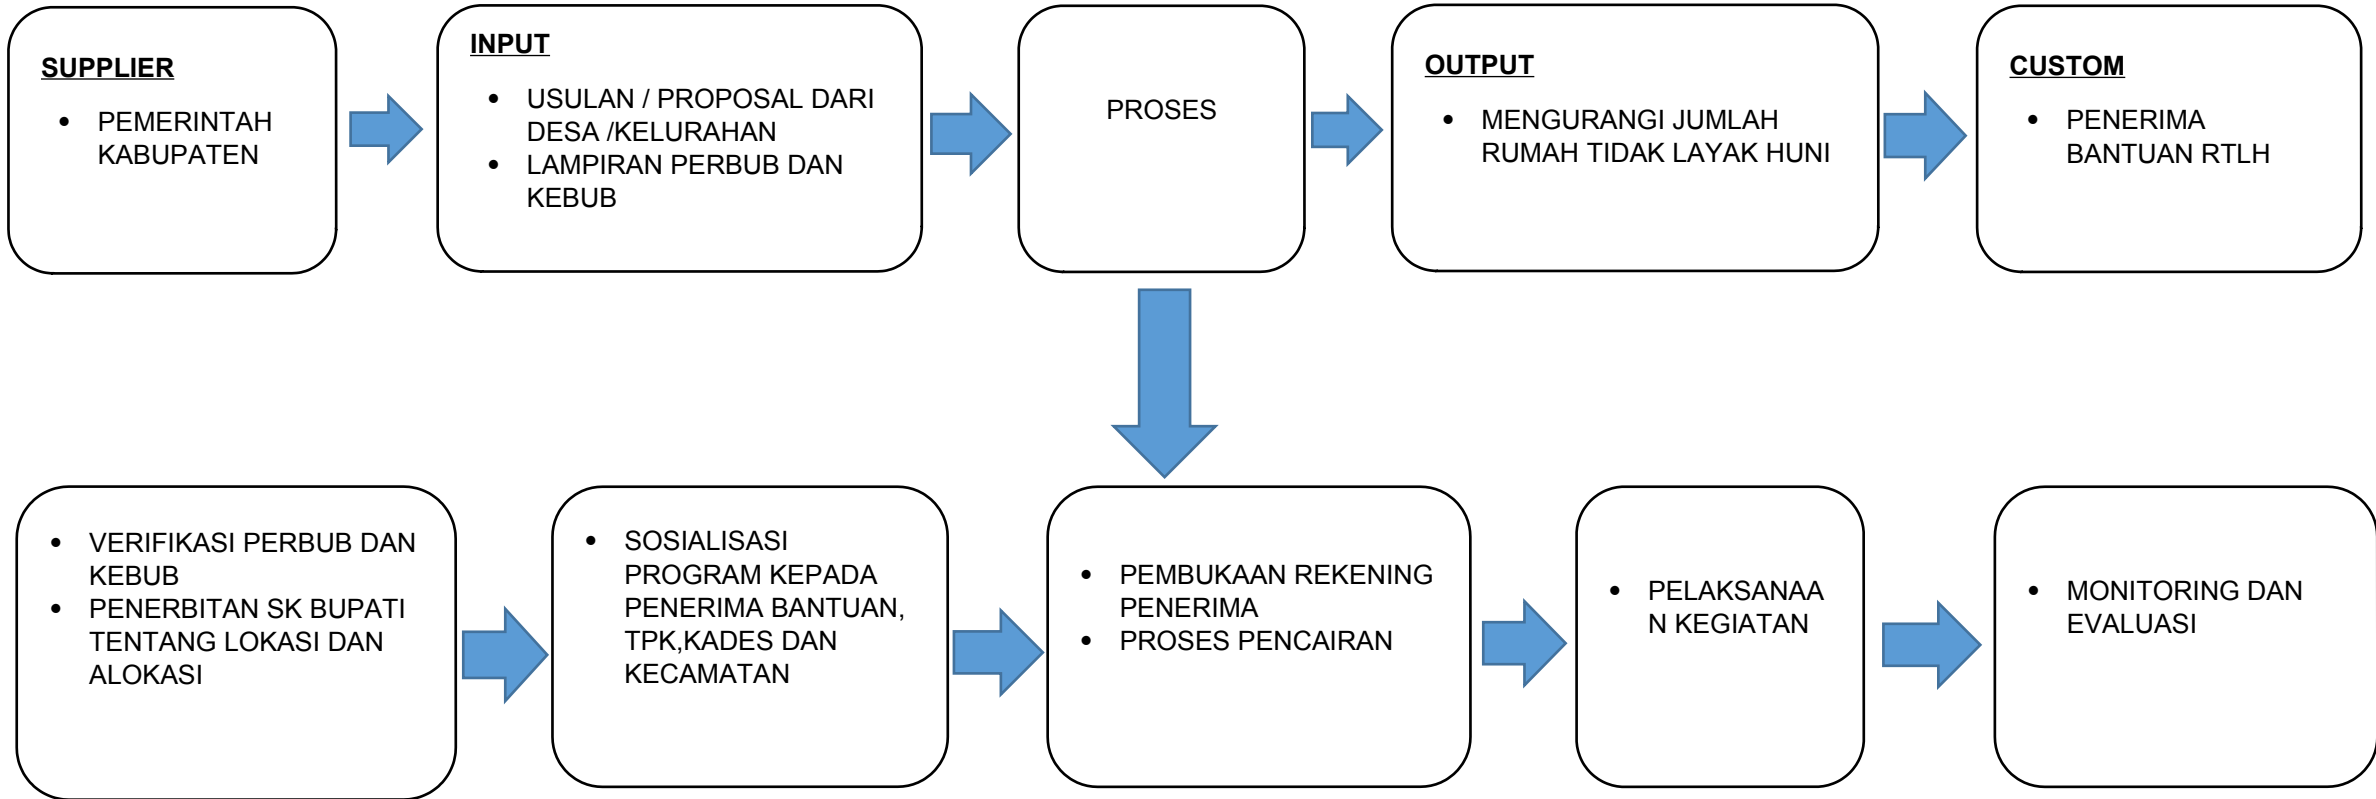 SUPPLIER
• PEMERINTAH
KABUPATEN
INPUT
• USULAN / PROPOSAL DARI
DESA /KELURAHAN
• LAMPIRAN PERBUB DAN
KEBUB
PROSES
OUTPUT
• MENGURANGI JUMLAH
RUMAH TIDAK LAYAK HUNI
CUSTOM
• PENERIMA
BANTUAN RTLH
• VERIFIKASI PERBUB DAN
KEBUB
• PENERBITAN SK BUPATI
TENTANG LOKASI DAN
ALOKASI
• SOSIALISASI
PROGRAM KEPADA
PENERIMA BANTUAN,
TPK,KADES DAN
KECAMATAN
• PEMBUKAAN REKENING
PENERIMA
• PROSES PENCAIRAN
• PELAKSANAA
N KEGIATAN
• MONITORING DAN
EVALUASI